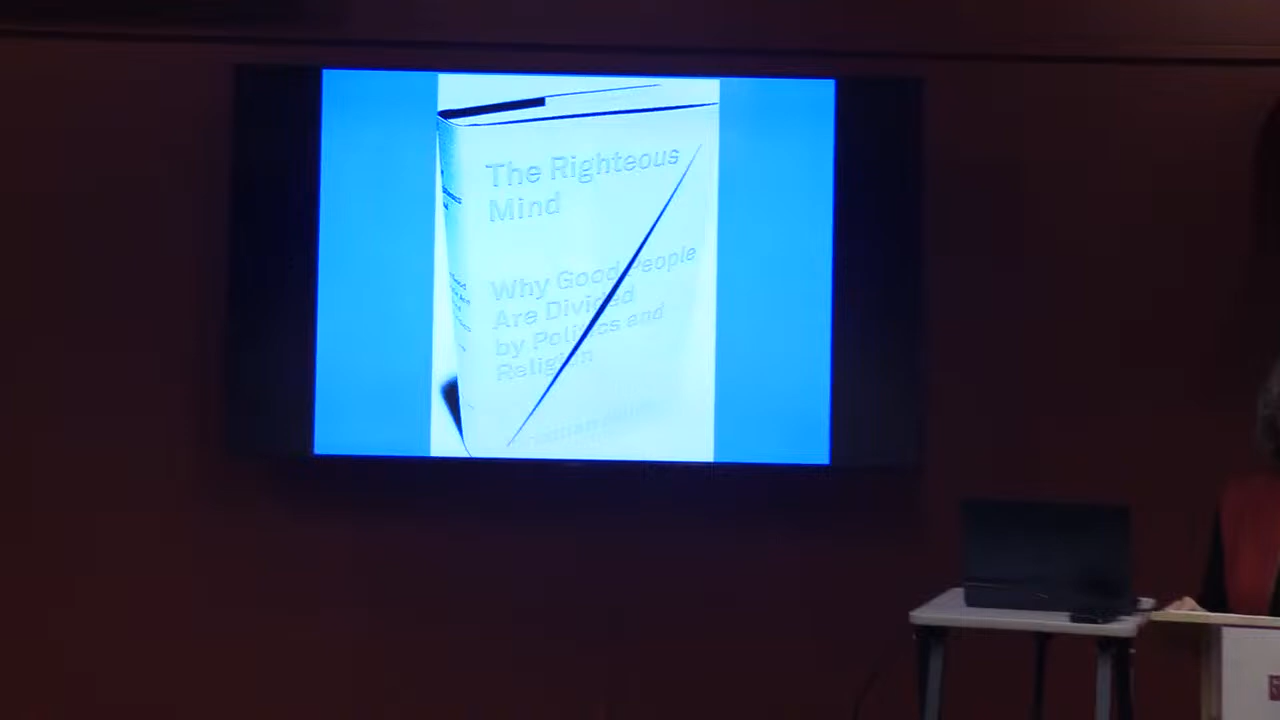 The Righteous
Mind
Why Good People
Are Divided
by Politics and
Religion